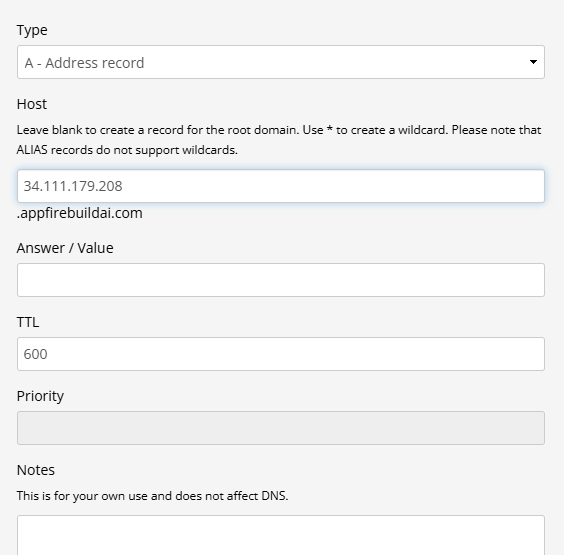 Type
A - Address record
Host
Leave blank to create a record for the root domain. Use * to create a wildcard. Please note that
ALIAS records do not support wildcards.
34.111.179.208
.appfirebuildai.com
Answer / Value
TTL
600
Priority
Notes
This is for your own use and does not affect DNS.